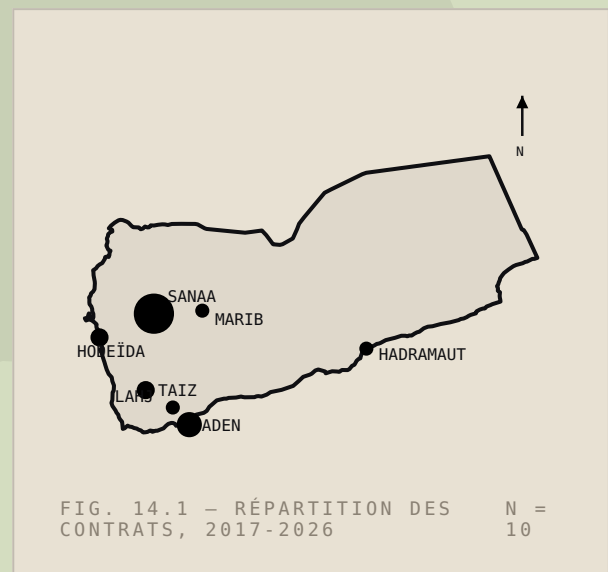 N
SANAA
MARIB
HODEÏDA
HADRAMAUT
LAHJ
TAIZ
ADEN
FIG. 14.1 — RÉPARTITION DES
CONTRATS, 2017-2026
N =
10